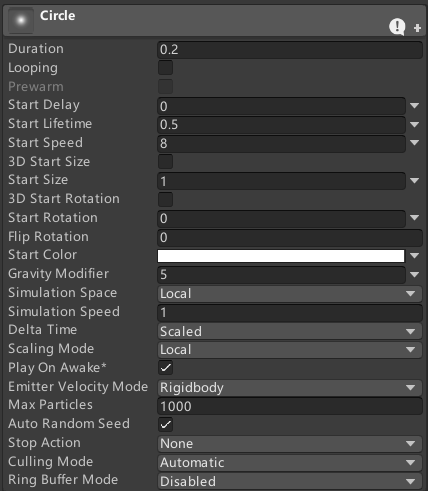 Circle
Duration 0.2
Looping
Prewarm
Start Delay 0
Start Lifetime 0.5
Start Speed 8
3D Start Size
Start Size 1
3D Start Rotation
Start Rotation 0
Flip Rotation 0
Start Color
Gravity Modifier 5
Simulation Space Local
Simulation Speed 1
Delta Time Scaled
Scaling Mode Local
Play On Awake*
Emitter Velocity Mode Rigidbody
Max Particles 1000
Auto Random Seed
Stop Action None
Culling Mode Automatic
Ring Buffer Mode Disabled